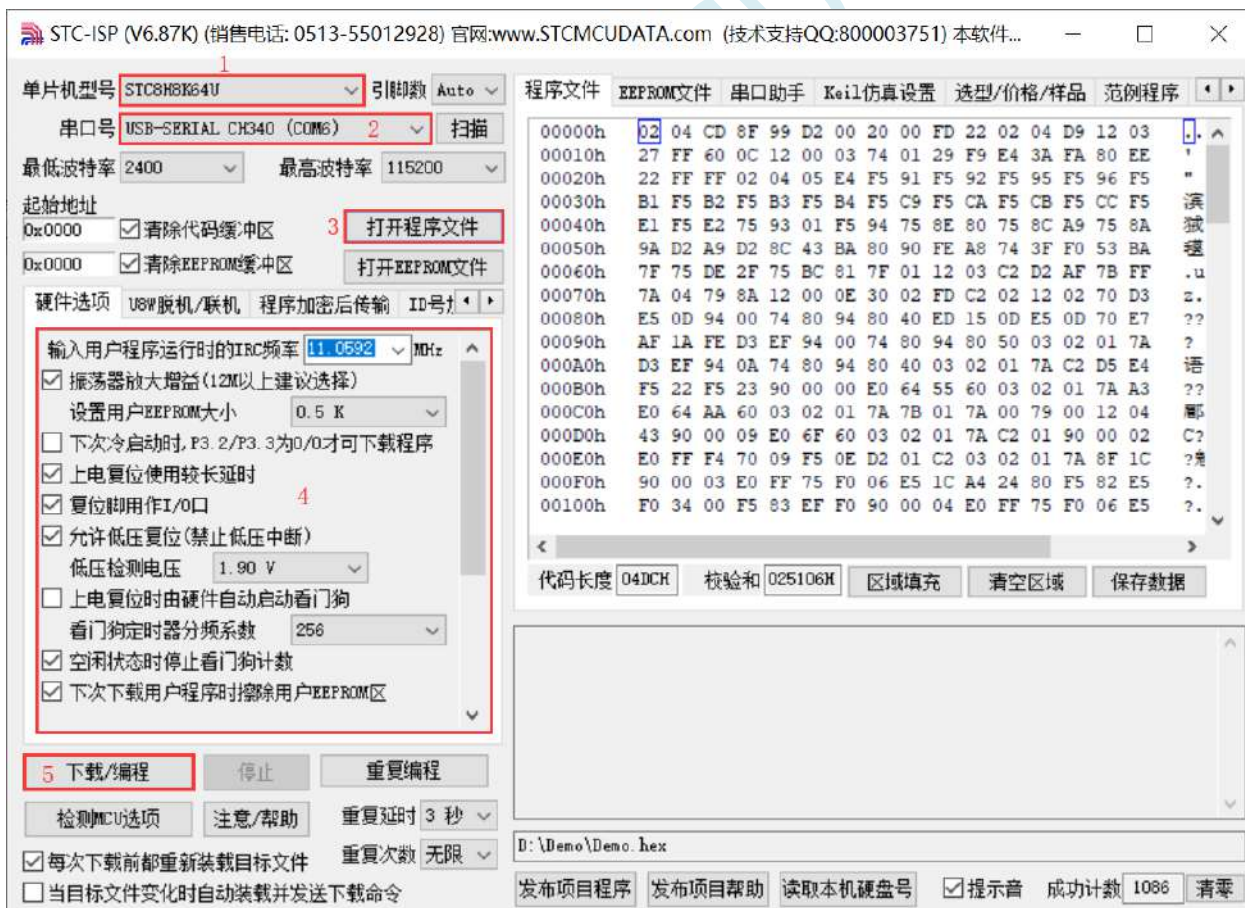 STC-ISP (V6.87K) (销售电话: 0513-55012928) 官网:www.STCMCUDATA.com (技术支持QQ:800003751) 本软件...
1
单片机型号 STC8H8K64U 引脚数 Auto
串口号 USB-SERIAL CH340 (COM6) 2 扫描
最低波特率 2400 最高波特率 115200
起始地址
0x0000 清除代码缓冲区 3 打开程序文件
0x0000 清除EEPROM缓冲区 打开EEPROM文件
硬件选项 U8W脱机/联机 程序加密后传输 ID号
输入用户程序运行时的IRC频率 11.0592 MHz
振荡器放大增益(12M以上建议选择)
设置用户EEPROM大小 0.5 K
下次冷启动时,P3.2/P3.3为0/0才可下载程序
上电复位使用较长延时
复位脚用作I/O口
4
允许低压复位(禁止低压中断)
低压检测电压 1.90 V
上电复位时由硬件自动启动看门狗
看门狗定时器分频系数 256
空闲状态时停止看门狗计数
下次下载用户程序时擦除用户EEPROM区
5 下载/编程 停止 重复编程
检测MCU选项 注意/帮助 重复延时 3 秒
每次下载前都重新装载目标文件 重复次数 无限
当目标文件变化时自动装载并发送下载命令
程序文件 EEPROM文件 串口助手 Keil仿真设置 选型/价格/样品 范例程序
00000h 02 04 CD 8F 99 D2 00 20 00 FD 22 02 04 D9 12 03 ..
00010h 27 FF 60 0C 12 00 03 74 01 29 F9 E4 3A FA 80 EE '
00020h 22 FF FF 02 04 05 E4 F5 91 F5 92 F5 95 F5 96 F5 "
00030h B1 F5 B2 F5 B3 F5 B4 F5 C9 F5 CA F5 CB F5 CC F5
00040h E1 F5 E2 75 93 01 F5 94 75 8E 80 75 8C A9 75 8A
00050h 9A D2 A9 D2 8C 43 BA 80 90 FE A8 74 3F F0 53 BA
00060h 7F 75 DE 2F 75 BC 81 7F 01 12 03 C2 D2 AF 7B FF .u
00070h 7A 04 79 8A 12 00 0E 30 02 FD C2 02 12 02 70 D3 z.
00080h E5 0D 94 00 74 80 94 80 40 ED 15 0D E5 0D 70 E7 ??
00090h AF 1A FE D3 EF 94 00 74 80 94 80 50 03 02 01 7A ?
000A0h D3 EF 94 0A 74 80 94 80 40 03 02 01 7A C2 D5 E4 语
000B0h F5 22 F5 23 90 00 00 E0 64 55 60 03 02 01 7A A3 ??
000C0h E0 64 AA 60 03 02 01 7A 7B 01 7A 00 79 00 12 04
000D0h 43 90 00 09 E0 6F 60 03 02 01 7A C2 01 90 00 02 C?
000E0h E0 FF F4 70 09 F5 0E D2 01 C2 03 02 01 7A 8F 1C
000F0h 90 00 03 E0 FF 75 F0 06 E5 1C A4 24 80 F5 82 E5 ?.
00100h F0 34 00 F5 83 EF F0 90 00 04 E0 FF 75 F0 06 E5 ?.
代码长度 04DCH 校验和 025106H 区域填充 清空区域 保存数据
D:\Demo\Demo.hex
发布项目程序 发布项目帮助 读取本机硬盘号 提示音 成功计数 1086 清零